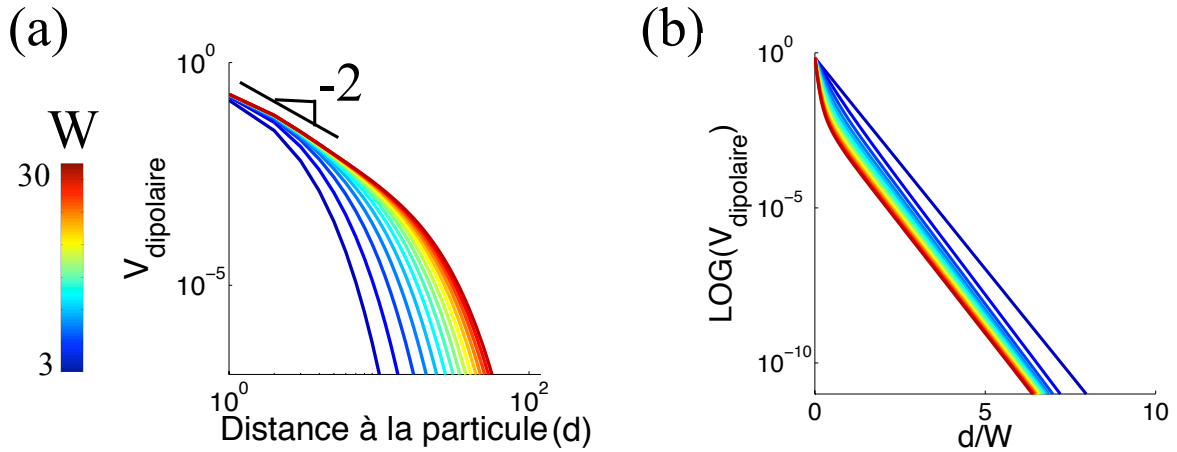 (a)
W
30
3
10^0
10^-5
V_dipolaire
-2
10^0
10^2
Distance à la particule (d)
(b)
10^0
10^-5
10^-10
LOG(V_dipolaire)
0
5
10
d/W